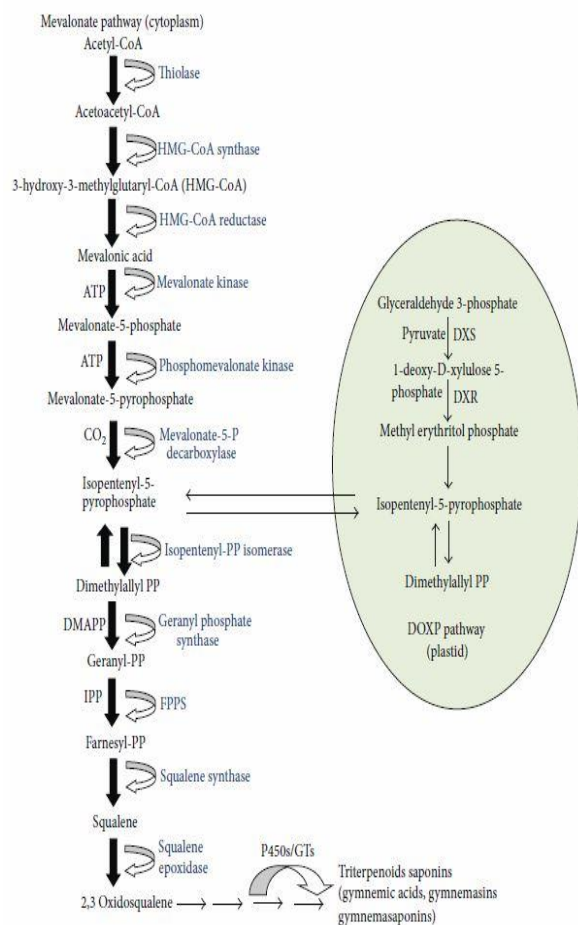 Mevalonate pathway (cytoplasm)
Acetyl-CoA
Thiolase
Acetoacetyl-CoA
HMG-CoA synthase
3-hydroxy-3-methylglutaryl-CoA (HMG-CoA)
HMG-CoA reductase
Mevalonic acid
ATP
Mevalonate kinase
Mevalonate-5-phosphate
ATP
Phosphomevalonate kinase
Mevalonate-5-pyrophosphate
CO₂
Mevalonate-5-P
decarboxylase
Isopentenyl-5-
pyrophosphate
Isopentenyl-PP isomerase
Dimethylallyl PP
DMAPP
Geranyl phosphate
synthase
Geranyl-PP
IPP
FPPS
Farnesyl-PP
Squalene synthase
Squalene
Squalene
epoxidase
2,3 Oxidosqualene
P450s/GTs
Triterpenoids saponins
(gymnemic acids, gymnemasins
gymnemasaponins)
Glyceraldehyde 3-phosphate
Pyruvate
DXS
1-deoxy-D-xylulose 5-
phosphate
DXR
Methyl erythritol phosphate
Isopentenyl-5-pyrophosphate
Dimethylallyl PP
DOXP pathway
(plastid)